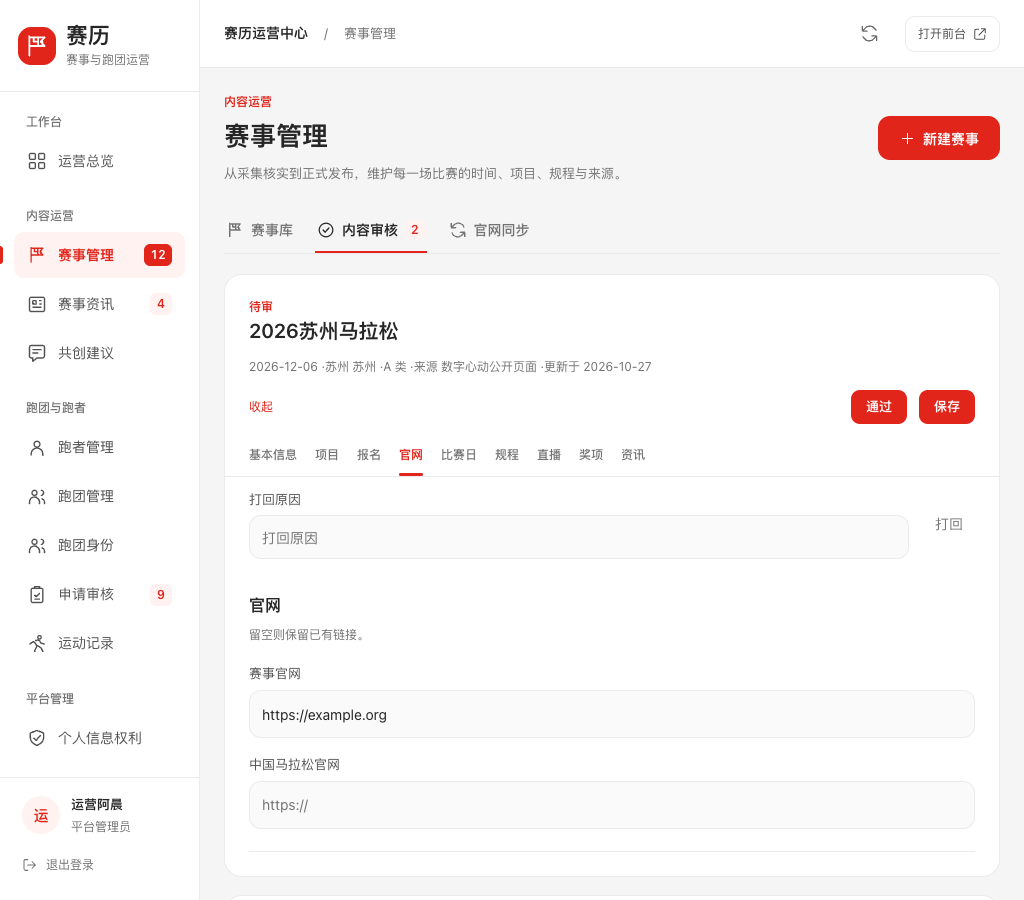 赛历
赛事与跑团运营
工作台
运营总览
内容运营
赛事管理 12
赛事资讯 4
共创建议
跑团与跑者
跑者管理
跑团管理
跑团身份
申请审核 9
运动记录
平台管理
个人信息权利
运 运营阿晨
平台管理员
退出登录
赛历运营中心 / 赛事管理
打开前台
内容运营
赛事管理
从采集核实到正式发布，维护每一场比赛的时间、项目、规程与来源。
新建赛事
赛事库 内容审核 2 官网同步
待审
2026苏州马拉松
2026-12-06 ·苏州 苏州 ·A 类 ·来源 数字心动公开页面 ·更新于 2026-10-27
收起 通过 保存
基本信息 项目 报名 官网 比赛日 规程 直播 奖项 资讯
打回原因
打回原因 打回
官网
留空则保留已有链接。
赛事官网
https://example.org
中国马拉松官网
https://